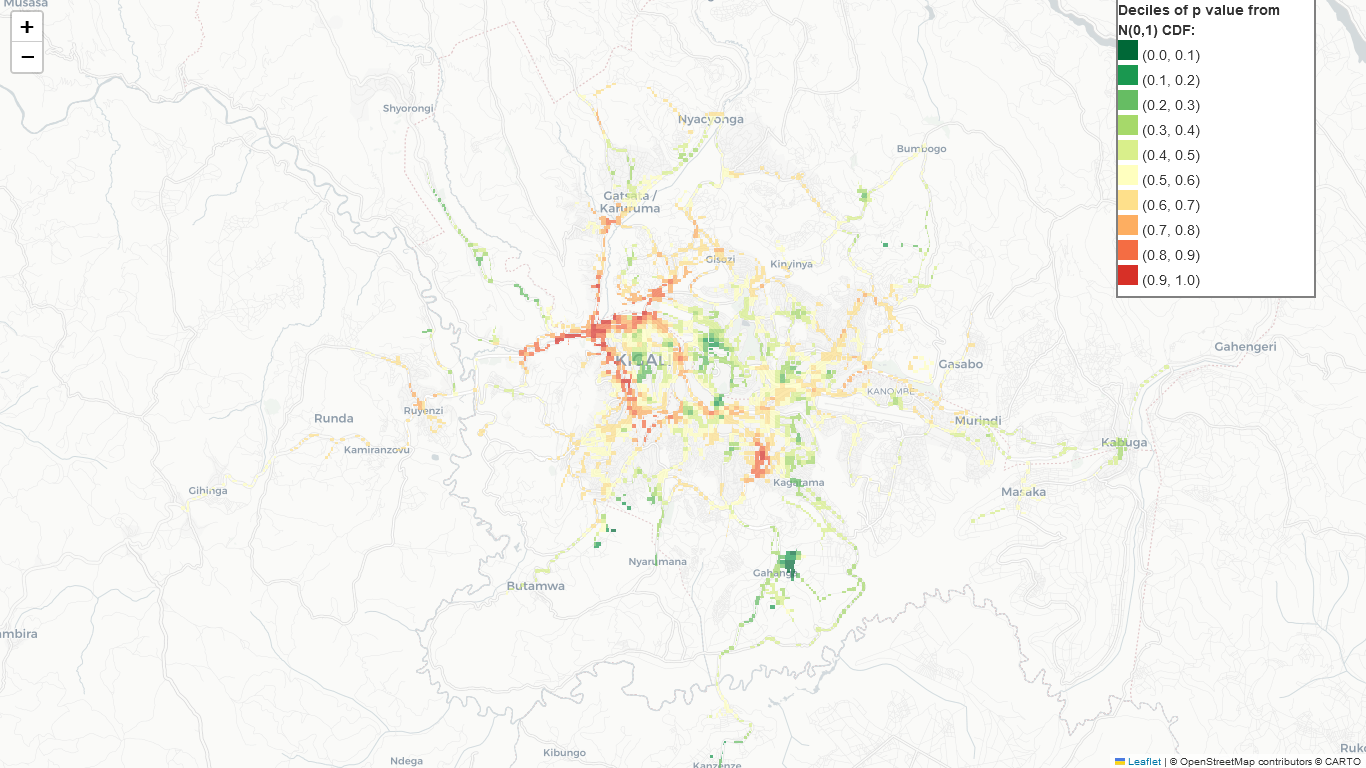 Musasa
+
−
Deciles of p value from
N(0,1) CDF:
(0.0, 0.1)
(0.1, 0.2)
(0.2, 0.3)
(0.3, 0.4)
(0.4, 0.5)
(0.5, 0.6)
(0.6, 0.7)
(0.7, 0.8)
(0.8, 0.9)
(0.9, 1.0)
Shyorongi
Nyacyonga
Bumbogo
Gatsata /
Karuruma
Gisozi
Kinyinya
Gahengeri
KIGALI
Gasabo
KANOMBE
Ruyenzi
Runda
Murindi
Kabuga
Kamiranzovu
Kagarama
Gihinga
Masaka
Nyarumana
Gahanga
Butamwa
ambira
Kibungo
Ndega
Kanzenze
Ruko
Leaflet | © OpenStreetMap contributors © CARTO